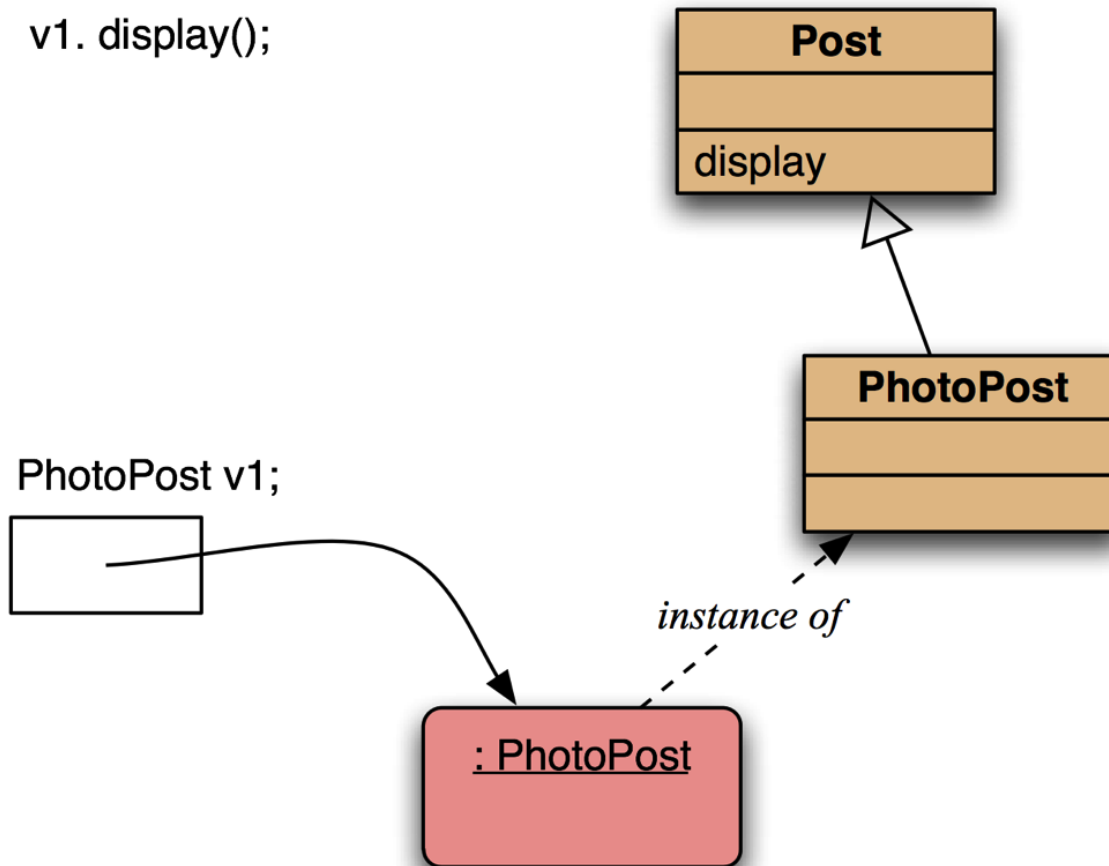 v1. display();
Post
display
PhotoPost
PhotoPost v1;
instance of
: PhotoPost